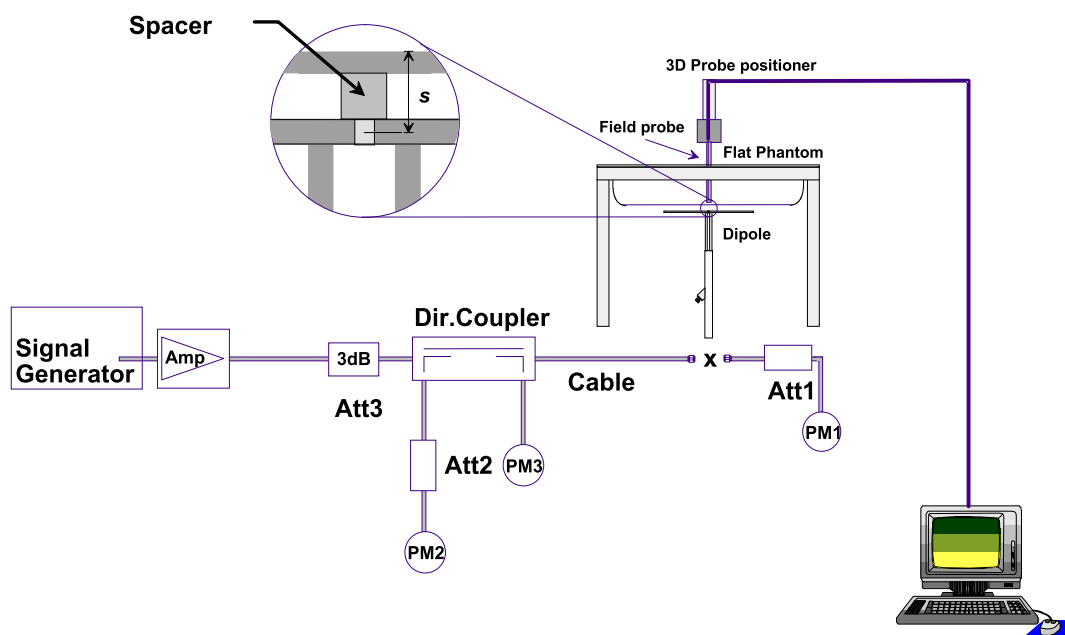 Spacer
s
3D Probe positioner
Field probe
Flat Phantom
Dipole
Dir.Coupler
Signal
Generator
Amp
3dB
Att3
Cable
x
Att1
PM1
Att2
PM3
PM2